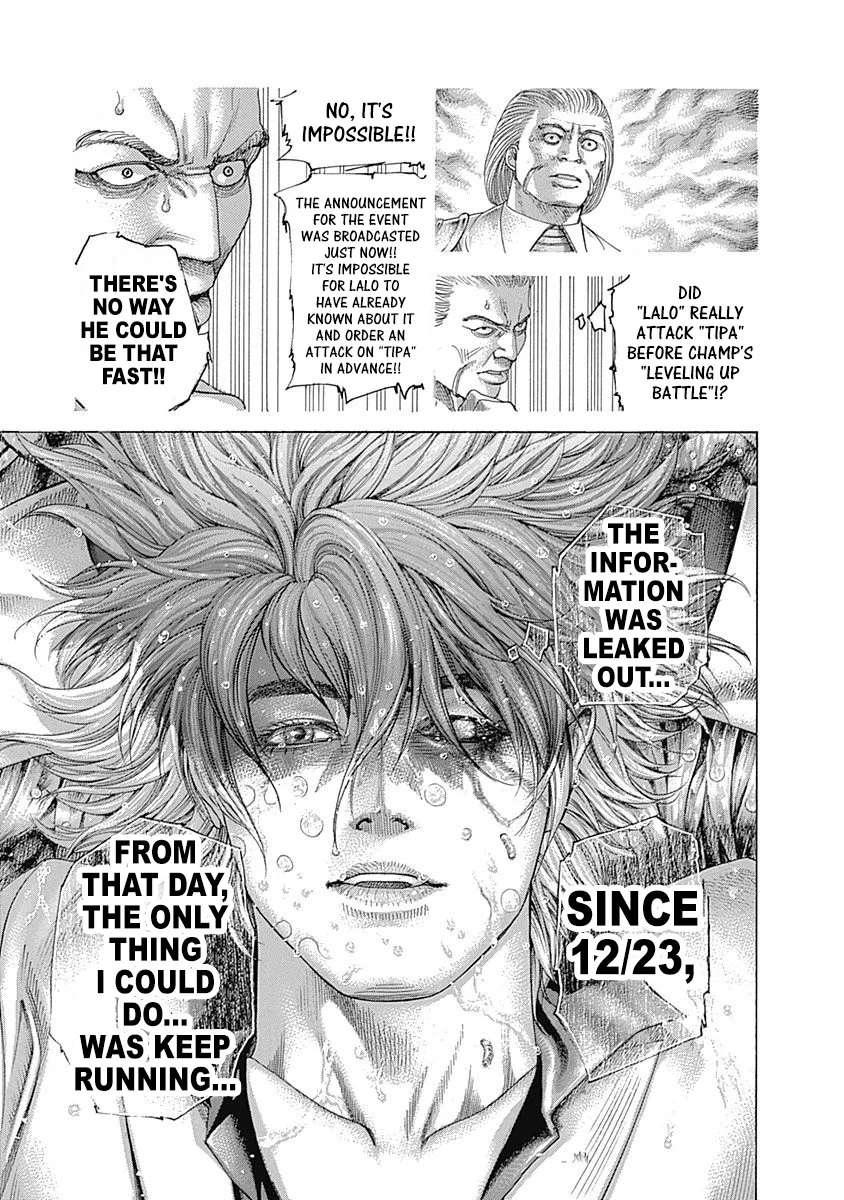 DID
"LALO" REALLY
ATTACK "TIPA"
BEFORE CHAMP'S
"LEVELING UP
BATTLE"!?
NO, IT'S
IMPOSSIBLE!!
THE ANNOUNCEMENT
FOR THE EVENT
WAS BROADCASTED
JUST NOW!!
IT'S IMPOSSIBLE
FOR LALO TO
HAVE ALREADY
KNOWN ABOUT IT
AND ORDER AN
ATTACK ON "TIPA"
IN ADVANCE!!
THERE'S
NO WAY
HE COULD
BE THAT
FAST!!
THE
INFOR-
MATION
WAS
LEAKED
OUT...
SINCE
12/23,
FROM
THAT DAY,
THE ONLY
THING
I COULD
DO...
WAS KEEP
RUNNING...